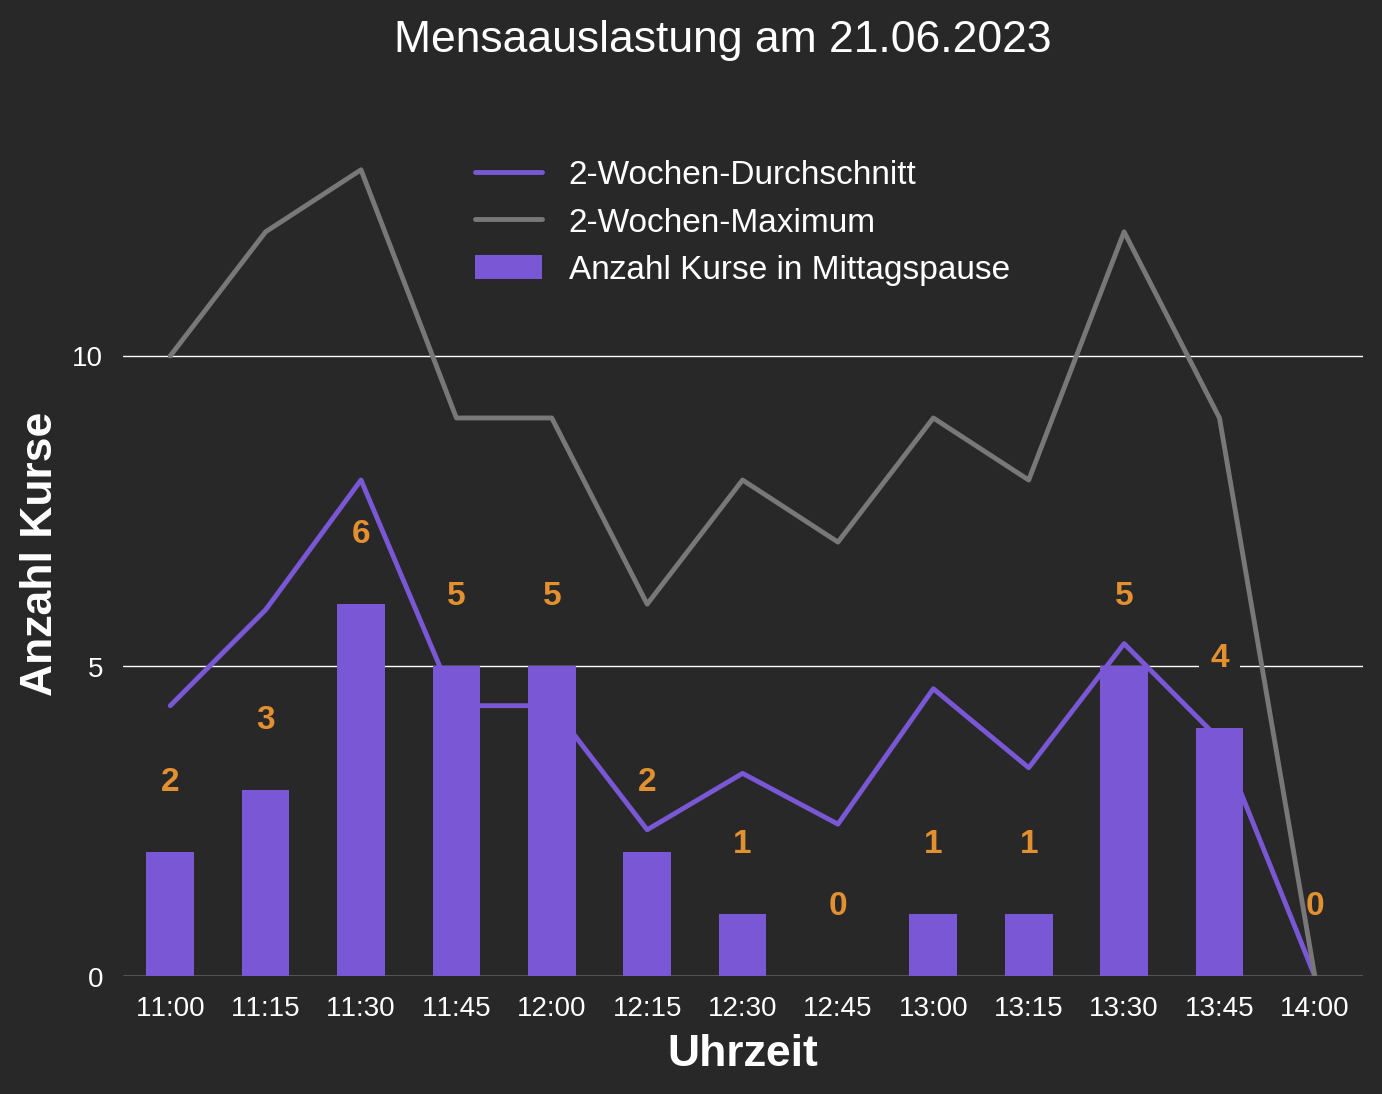 Mensaauslastung am 21.06.2023
2-Wochen-Durchschnitt
2-Wochen-Maximum
Anzahl Kurse in Mittagspause
Anzahl Kurse
10
5
0
2
3
6
5
5
2
1
0
1
1
5
4
0
11:00 11:15 11:30 11:45 12:00 12:15 12:30 12:45 13:00 13:15 13:30 13:45 14:00
Uhrzeit